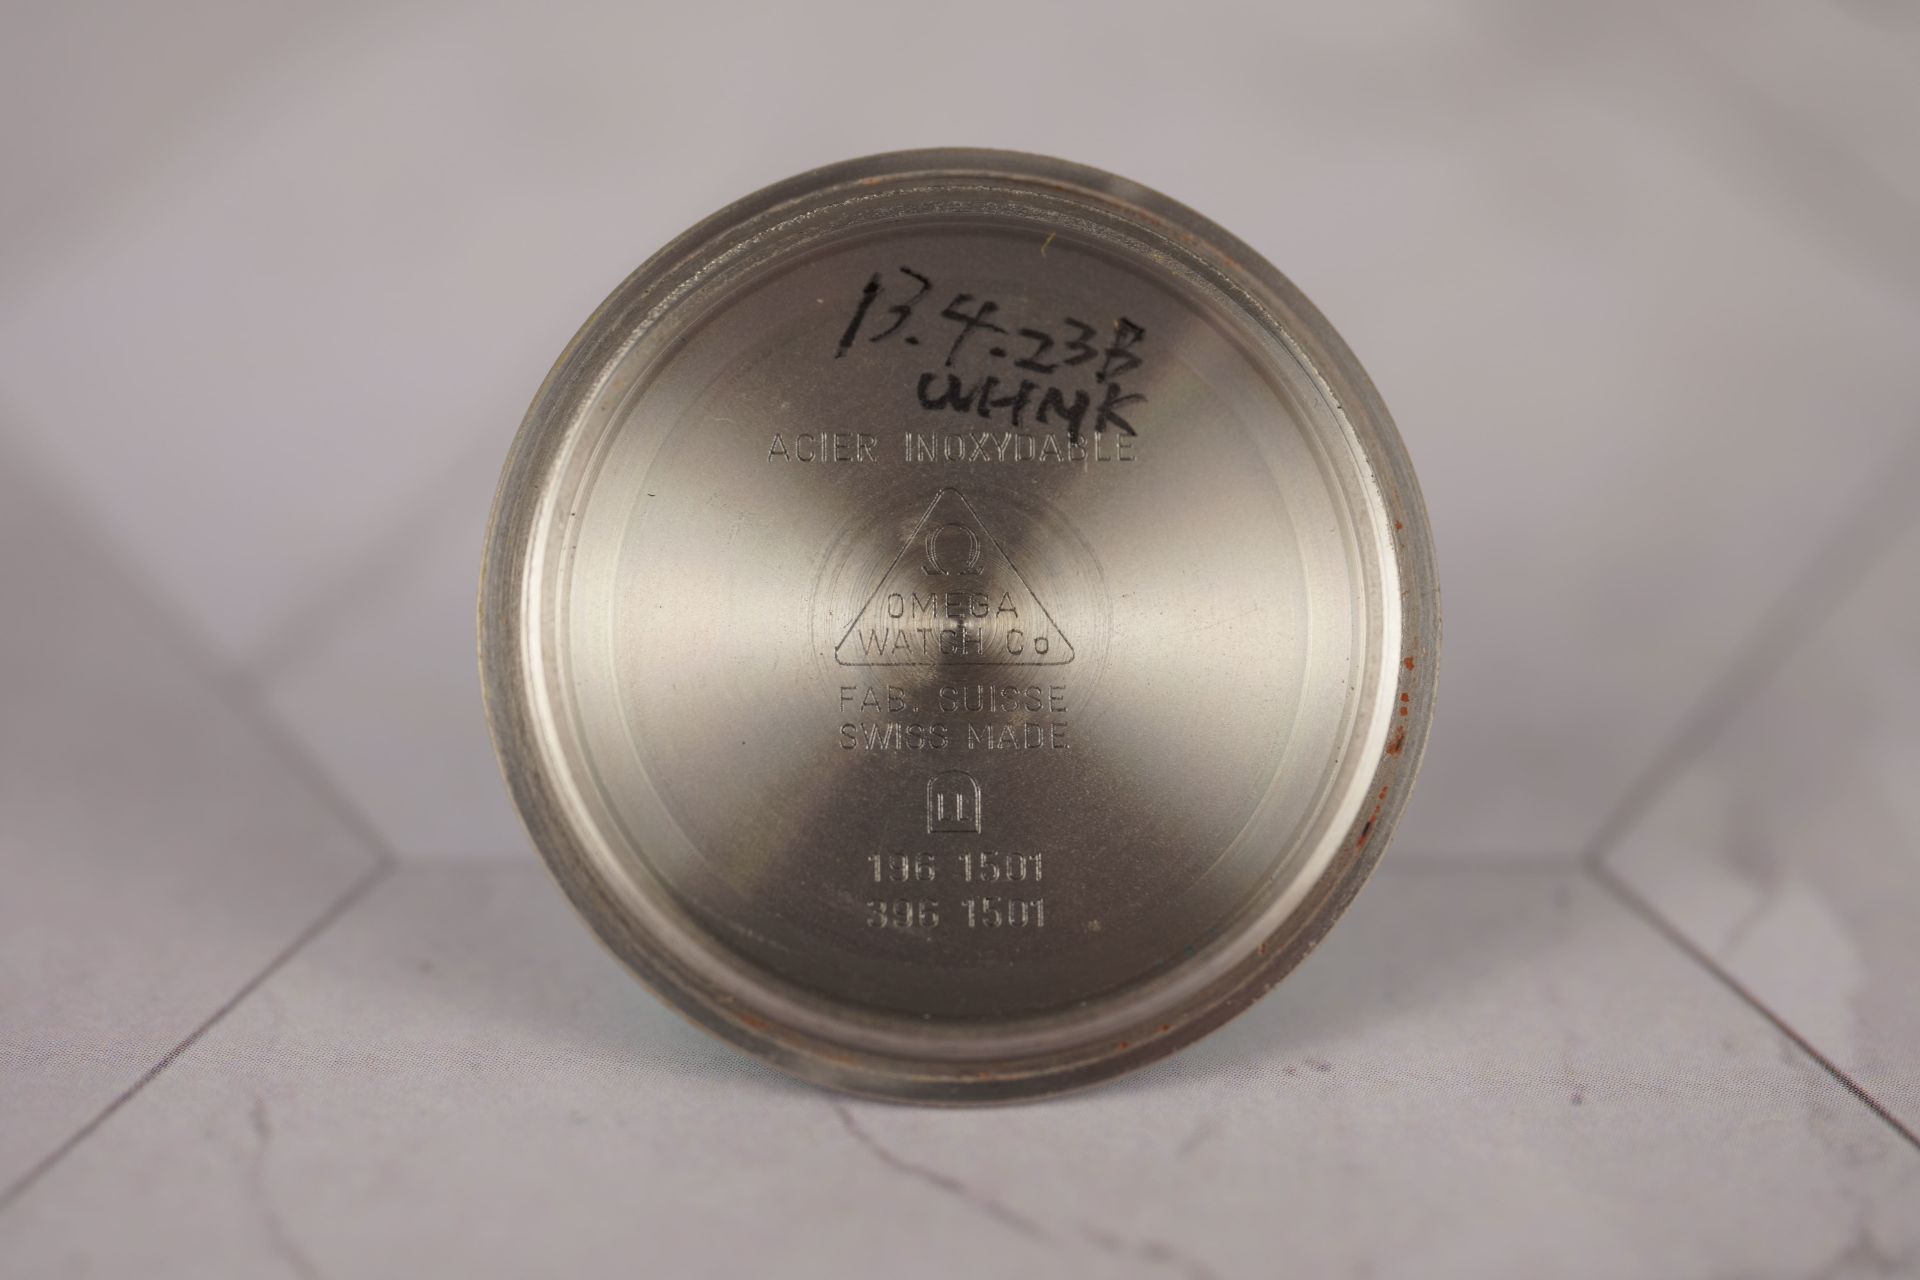 13.4.23B
WHMK
ACIER INOXYDABLE
Ω
OMEGA
WATCH Co
FAB. SUISSE
SWISS MADE
196 1501
396 1501